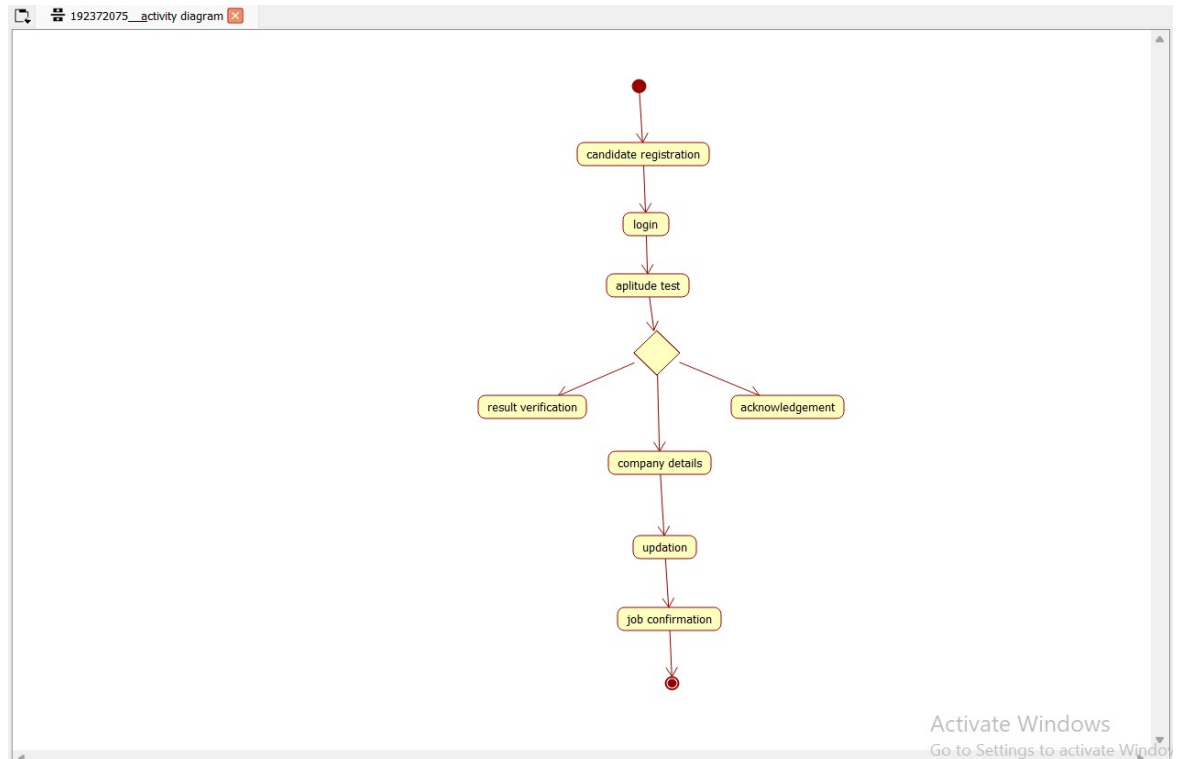 192372075__activity diagram
candidate registration
login
aplitude test
result verification
acknowledgement
company details
updation
job confirmation
Activate Windows
Go to Settings to activate